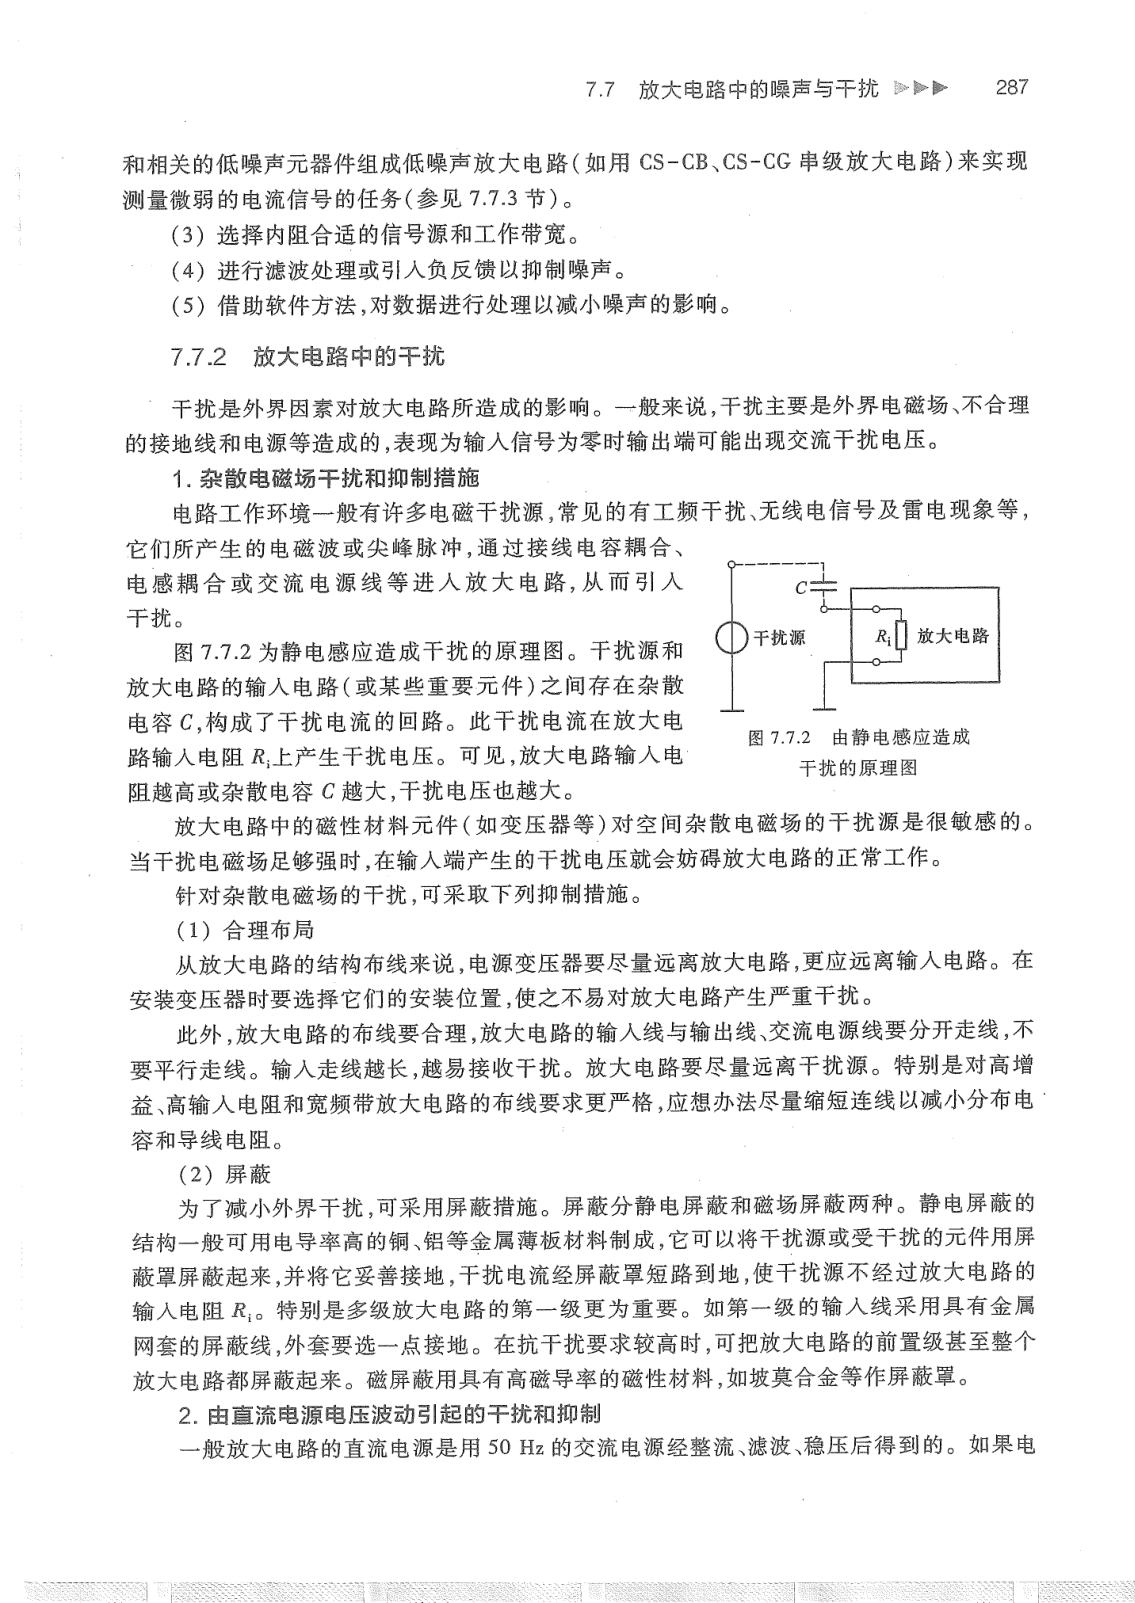 7.7 放大电路中的噪声与干扰 287
和相关的低噪声元器件组成低噪声放大电路(如用 CS-CB、CS-CG 串级放大电路)来实现
测量微弱的电流信号的任务(参见 7.7.3 节)。
(3) 选择内阻合适的信号源和工作带宽。
(4) 进行滤波处理或引入负反馈以抑制噪声。
(5) 借助软件方法,对数据进行处理以减小噪声的影响。
7.7.2 放大电路中的干扰
干扰是外界因素对放大电路所造成的影响。一般来说,干扰主要是外界电磁场、不合理
的接地线和电源等造成的,表现为输入信号为零时输出端可能出现交流干扰电压。
1. 杂散电磁场干扰和抑制措施
电路工作环境一般有许多电磁干扰源,常见的有工频干扰、无线电信号及雷电现象等,
它们所产生的电磁波或尖峰脉冲,通过接线电容耦合、
电感耦合或交流电源线等进入放大电路,从而引入
干扰。
图 7.7.2 为静电感应造成干扰的原理图。干扰源和
放大电路的输入电路(或某些重要元件)之间存在杂散
电容 C,构成了干扰电流的回路。此干扰电流在放大电
路输入电阻 Ri上产生干扰电压。可见,放大电路输入电
阻越高或杂散电容 C 越大,干扰电压也越大。
C
干扰源
Ri
放大电路
图 7.7.2 由静电感应造成
干扰的原理图
放大电路中的磁性材料元件(如变压器等)对空间杂散电磁场的干扰源是很敏感的。
当干扰电磁场足够强时,在输入端产生的干扰电压就会妨碍放大电路的正常工作。
针对杂散电磁场的干扰,可采取下列抑制措施。
(1) 合理布局
从放大电路的结构布线来说,电源变压器要尽量远离放大电路,更应远离输入电路。在
安装变压器时要选择它们的安装位置,使之不易对放大电路产生严重干扰。
此外,放大电路的布线要合理,放大电路的输入线与输出线、交流电源线要分开走线,不
要平行走线。输入走线越长,越易接收干扰。放大电路要尽量远离干扰源。特别是对高增
益、高输入电阻和宽频带放大电路的布线要求更严格,应想办法尽量缩短连线以减小分布电
容和导线电阻。
(2) 屏蔽
为了减小外界干扰,可采用屏蔽措施。屏蔽分静电屏蔽和磁场屏蔽两种。静电屏蔽的
结构一般可用电导率高的铜、铝等金属薄板材料制成,它可以将干扰源或受干扰的元件用屏
蔽罩屏蔽起来,并将它妥善接地,干扰电流经屏蔽罩短路到地,使干扰源不经过放大电路的
输入电阻 Ri。特别是多级放大电路的第一级更为重要。如第一级的输入线采用具有金属
网套的屏蔽线,外套要选一点接地。在抗干扰要求较高时,可把放大电路的前置级甚至整个
放大电路都屏蔽起来。磁屏蔽用具有高磁导率的磁性材料,如坡莫合金等作屏蔽罩。
2. 由直流电源电压波动引起的干扰和抑制
一般放大电路的直流电源是用 50 Hz 的交流电源经整流、滤波、稳压后得到的。如果电